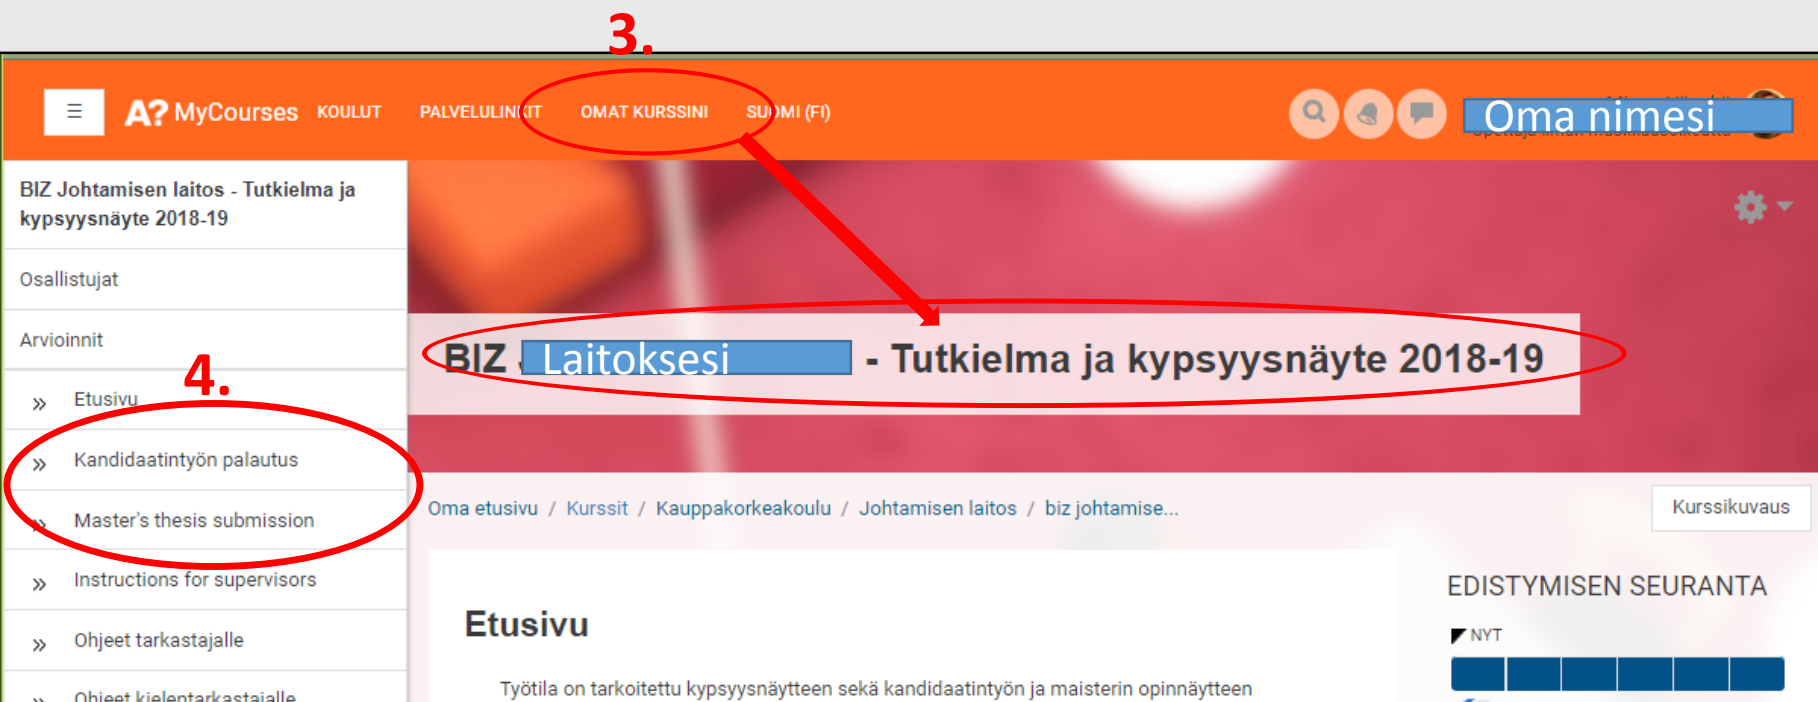 3.
☰ A? MyCourses KOULUT PALVELULINKIT OMAT KURSSINI SUOMI (FI) Oma nimesi
BIZ Johtamisen laitos - Tutkielma ja
kypsyysnäyte 2018-19
Osallistujat
Arvioinnit
4.
» Etusivu
» Kandidaatintyön palautus
» Master's thesis submission
» Instructions for supervisors
» Ohjeet tarkastajalle
» Ohjeet kielentarkastajalle
BIZ Laitoksesi - Tutkielma ja kypsyysnäyte 2018-19
Oma etusivu / Kurssit / Kauppakorkeakoulu / Johtamisen laitos / biz johtamise...
Kurssikuvaus
Etusivu
Työtila on tarkoitettu kypsyysnäytteen sekä kandidaatintyön ja maisterin opinnäytteen
EDISTYMISEN SEURANTA
NYT